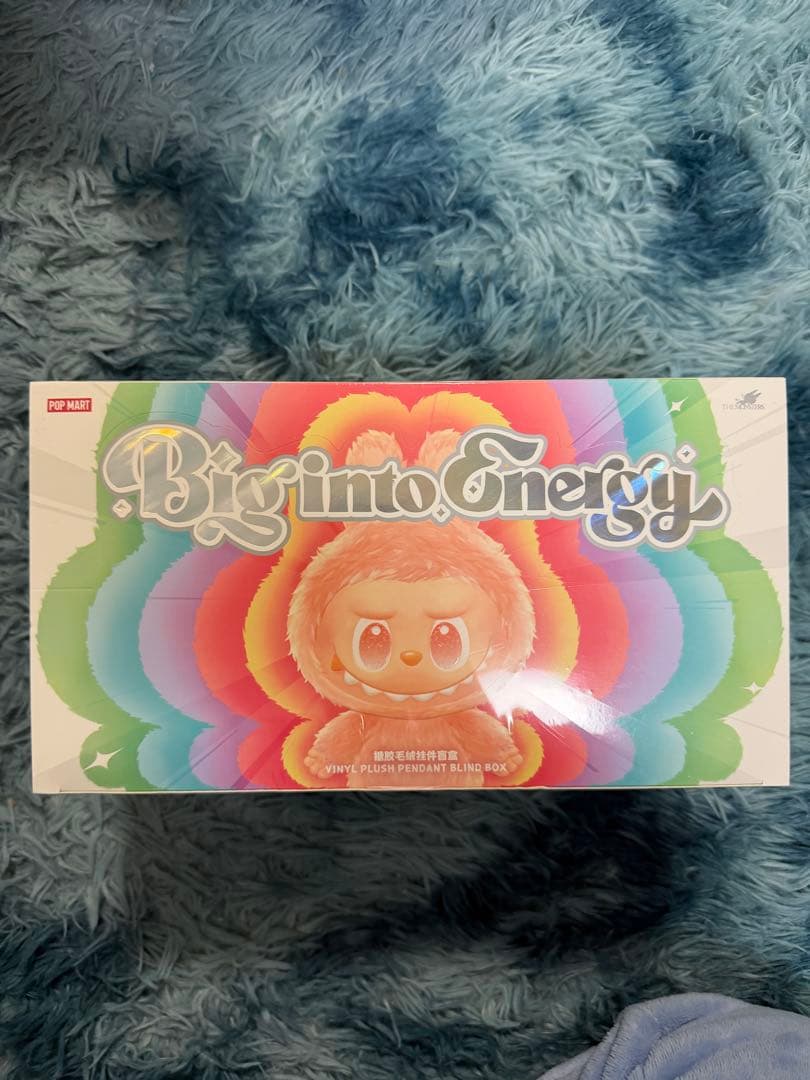 POP MART
THE MONSTERS
Big into Energy
搪胶毛绒挂件盲盒
VINYL PLUSH PENDANT BLIND BOX